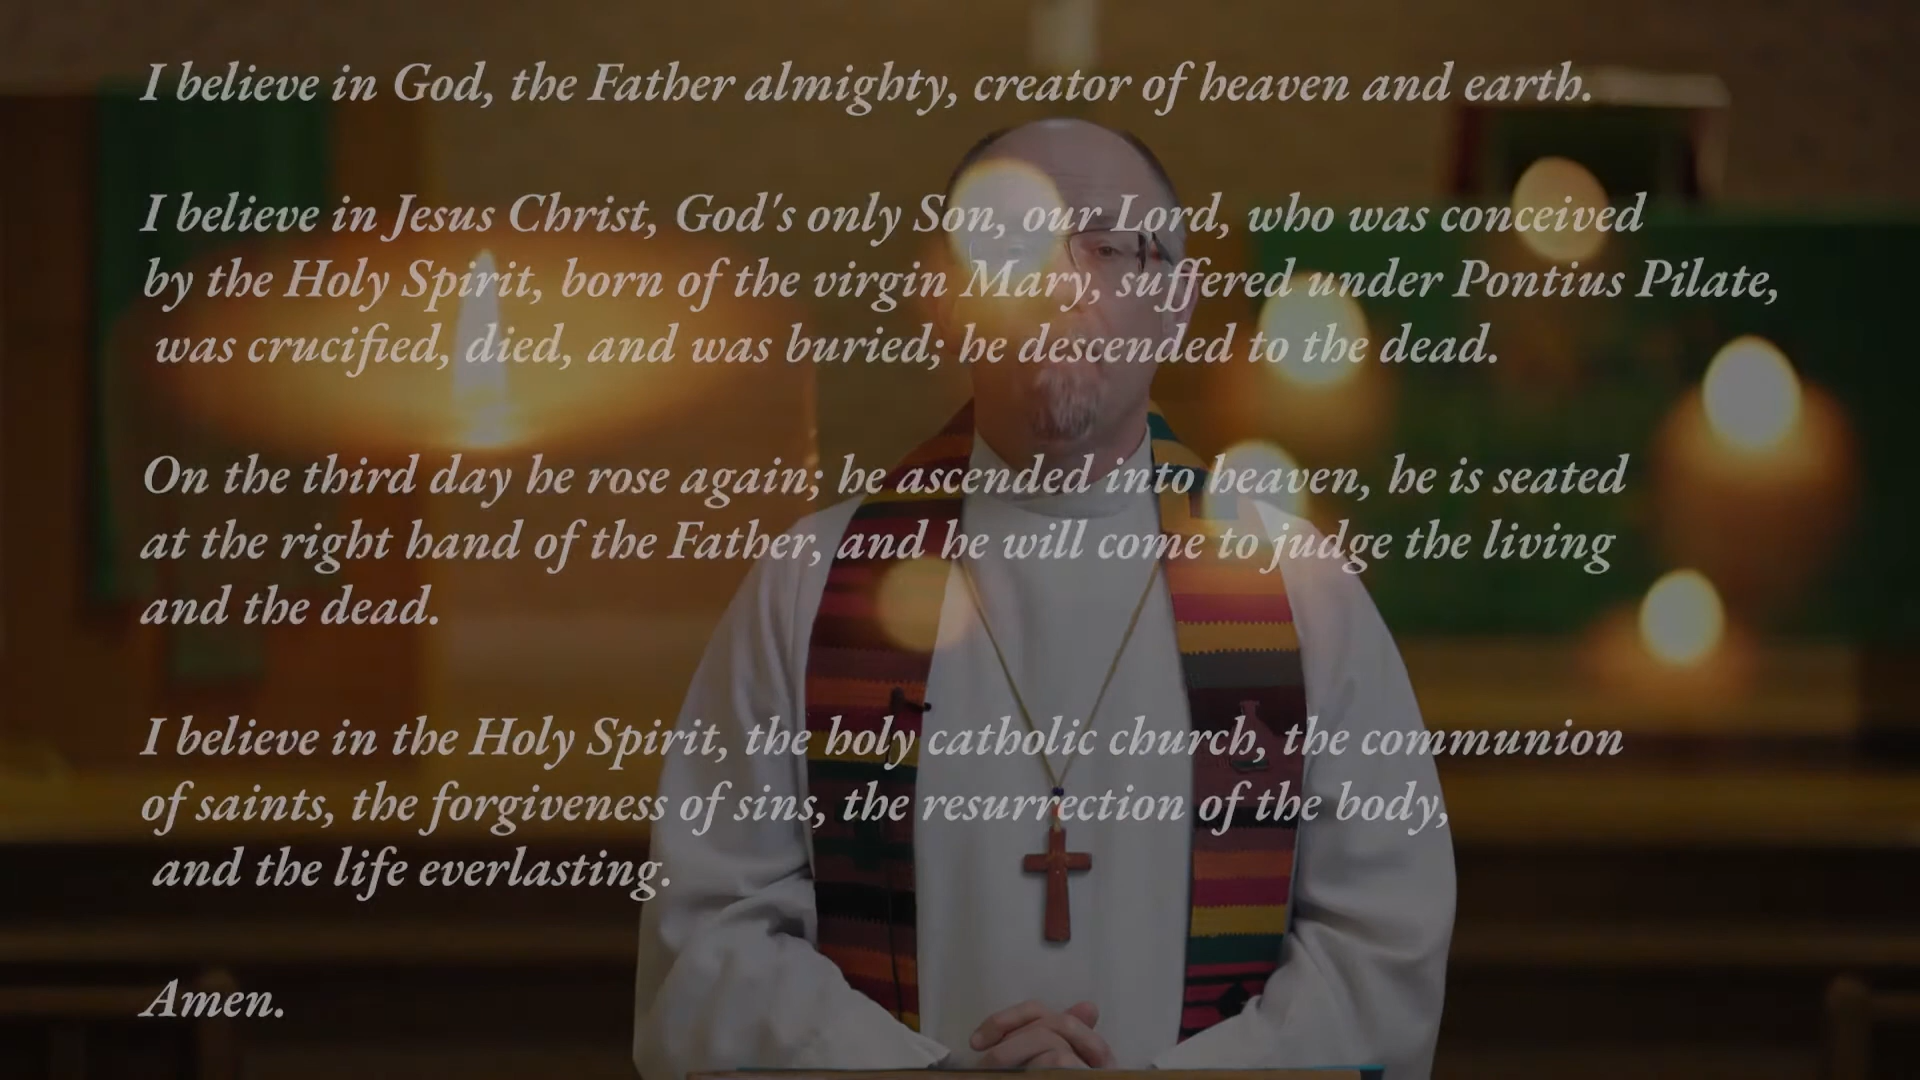 I believe in God, the Father almighty, creator of heaven and earth.
I believe in Jesus Christ, God's only Son, our Lord, who was conceived
by the Holy Spirit, born of the virgin Mary, suffered under Pontius Pilate,
was crucified, died, and was buried; he descended to the dead.
On the third day he rose again; he ascended into heaven, he is seated
at the right hand of the Father, and he will come to judge the living
and the dead.
I believe in the Holy Spirit, the holy catholic church, the communion
of saints, the forgiveness of sins, the resurrection of the body,
and the life everlasting.
Amen.